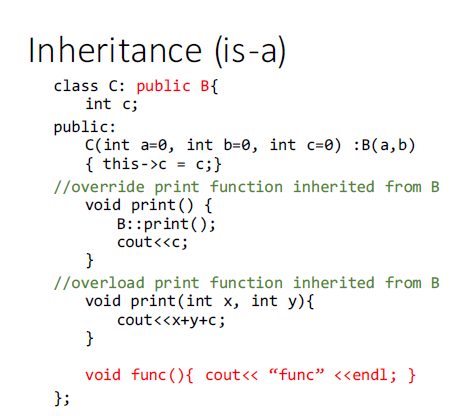 Inheritance (is-a)
class C: public B{
int c;
public:
C(int a=0, int b=0, int c=0) :B(a,b)
{ this->c = c;}
//override print function inherited from B
void print() {
B::print();
cout<<c;
}
//overload print function inherited from B
void print(int x, int y){
cout<<x+y+c;
}
void func(){ cout<< “func” <<endl; }
};